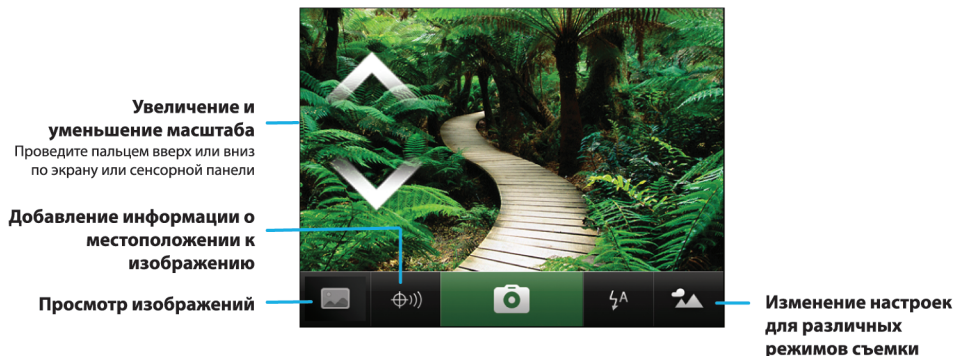 Увеличение и
уменьшение масштаба
Проведите пальцем вверх или вниз
по экрану или сенсорной панели
Добавление информации о
местоположении к
изображению
Просмотр изображений
A
Изменение настроек
для различных
режимов съемки